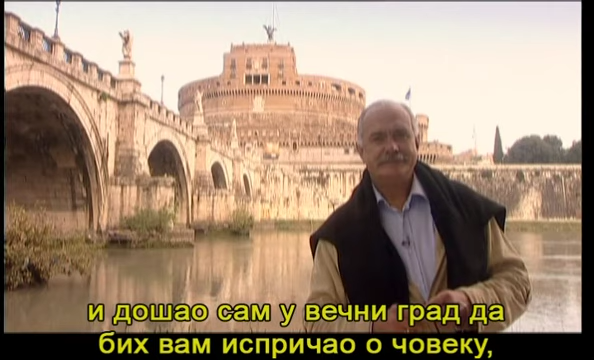 и дошао сам у вечни град да
бих вам испричао о човеку,